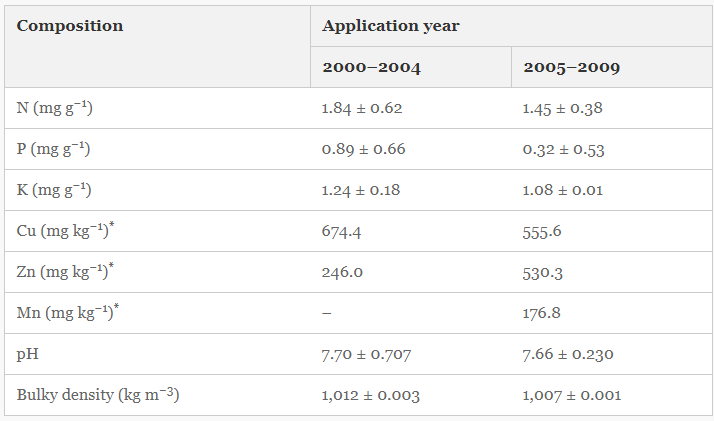 Composition Application year
2000–2004 2005–2009
N (mg g⁻¹) 1.84 ± 0.62 1.45 ± 0.38
P (mg g⁻¹) 0.89 ± 0.66 0.32 ± 0.53
K (mg g⁻¹) 1.24 ± 0.18 1.08 ± 0.01
Cu (mg kg⁻¹)* 674.4 555.6
Zn (mg kg⁻¹)* 246.0 530.3
Mn (mg kg⁻¹)* – 176.8
pH 7.70 ± 0.707 7.66 ± 0.230
Bulky density (kg m⁻³) 1,012 ± 0.003 1,007 ± 0.001